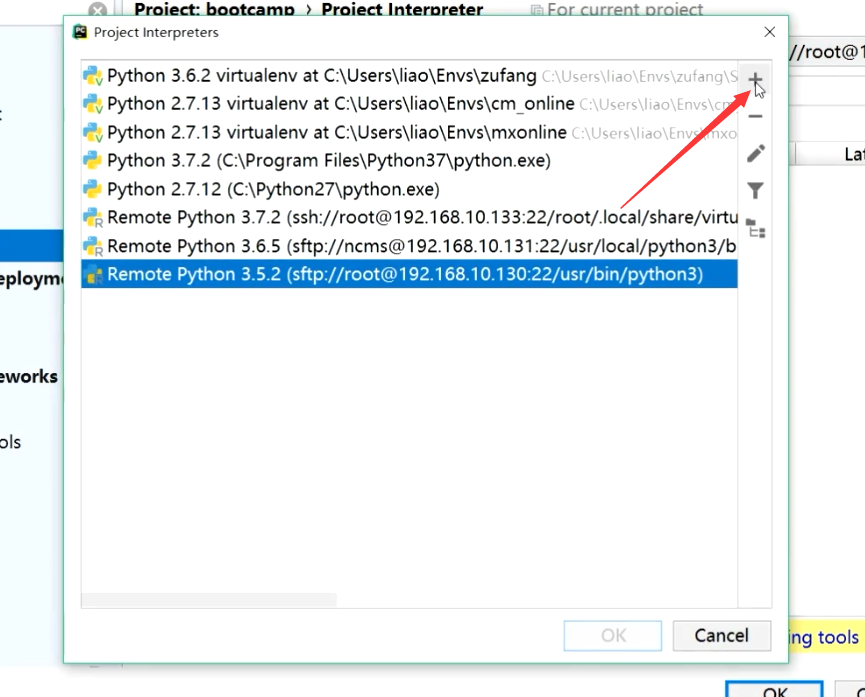 Project: bootcamp › Project Interpreter For current project
Project Interpreters
//root@1
Python 3.6.2 virtualenv at C:\Users\liao\Envs\zufang C:\Users\liao\Envs\zufang\S
Python 2.7.13 virtualenv at C:\Users\liao\Envs\cm_online C:\Users\liao\Envs\cm
Python 2.7.13 virtualenv at C:\Users\liao\Envs\mxonline C:\Users\liao\Envs\mxo
Python 3.7.2 (C:\Program Files\Python37\python.exe)
Lat
Python 2.7.12 (C:\Python27\python.exe)
Remote Python 3.7.2 (ssh://root@192.168.10.133:22/root/.local/share/virtu
Remote Python 3.6.5 (sftp://ncms@192.168.10.131:22/usr/local/python3/b
Remote Python 3.5.2 (sftp://root@192.168.10.130:22/usr/bin/python3)
eployme
eworks
ols
OK
Cancel
ing tools
OK